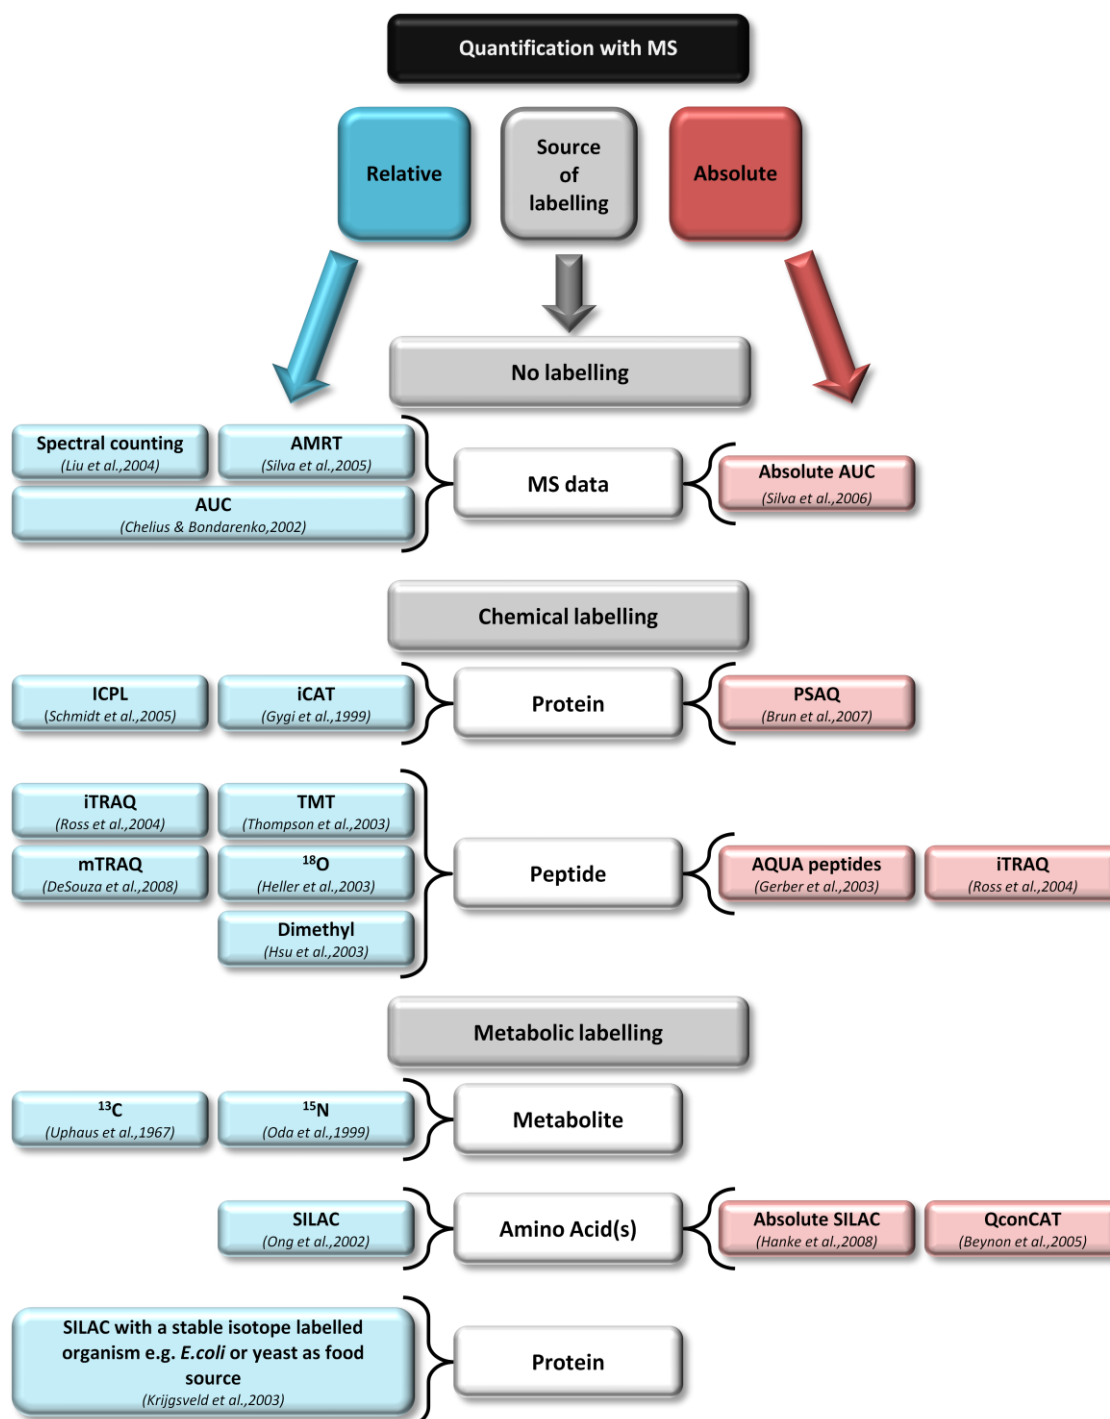 Quantification with MS
Relative
Source
of
labelling
Absolute
No labelling
Spectral counting
(Liu et al.,2004)
AMRT
(Silva et al.,2005)
AUC
(Chelius & Bondarenko,2002)
MS data
Absolute AUC
(Silva et al.,2006)
Chemical labelling
ICPL
(Schmidt et al.,2005)
iCAT
(Gygi et al.,1999)
Protein
PSAQ
(Brun et al.,2007)
iTRAQ
(Ross et al.,2004)
TMT
(Thompson et al.,2003)
mTRAQ
(DeSouza et al.,2008)
¹⁸O
(Heller et al.,2003)
Dimethyl
(Hsu et al.,2003)
Peptide
AQUA peptides
(Gerber et al.,2003)
iTRAQ
(Ross et al.,2004)
Metabolic labelling
¹³C
(Uphaus et al.,1967)
¹⁵N
(Oda et al.,1999)
Metabolite
SILAC
(Ong et al.,2002)
Amino Acid(s)
Absolute SILAC
(Hanke et al.,2008)
QconCAT
(Beynon et al.,2005)
SILAC with a stable isotope labelled
organism e.g. E.coli or yeast as food
source
(Krijgsveld et al.,2003)
Protein